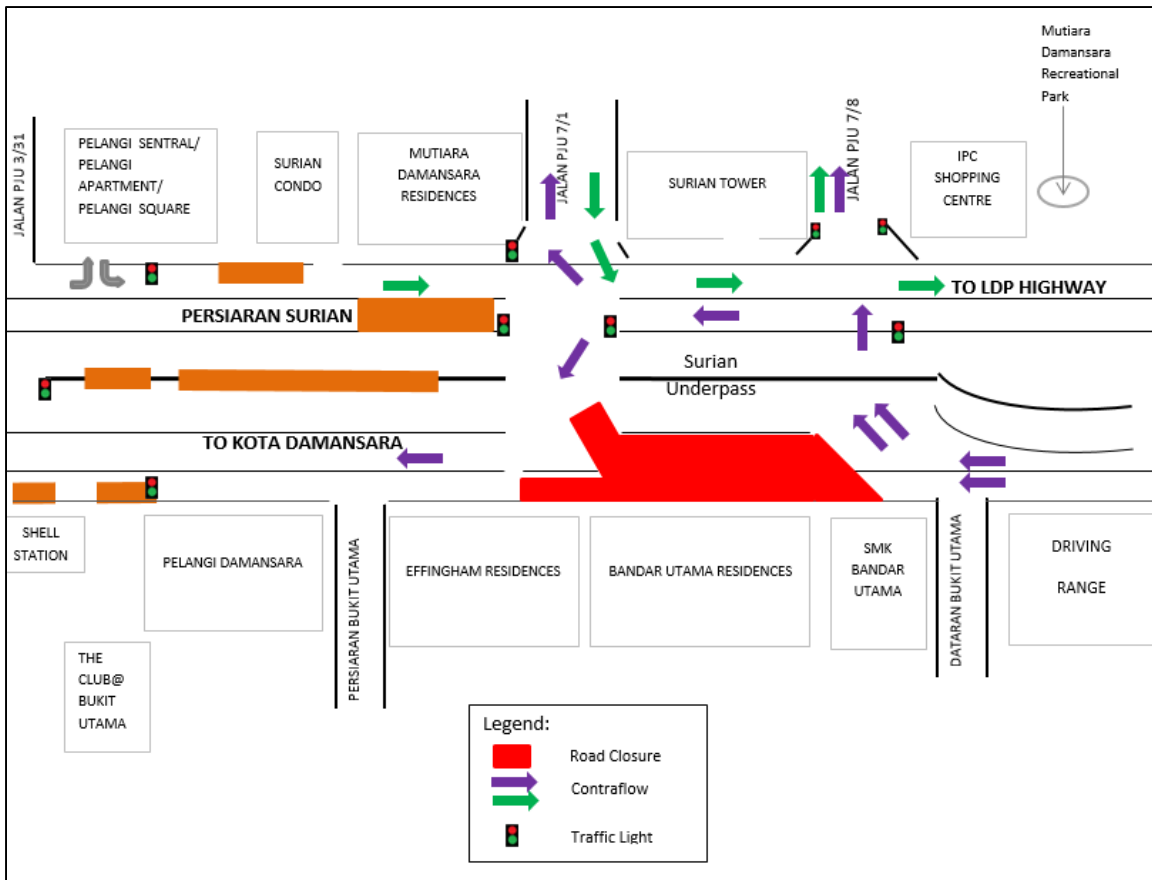 Mutiara
Damansara
Recreational
Park
JALAN PJU 3/31
PELANGI SENTRAL/
PELANGI
APARTMENT/
PELANGI SQUARE
SURIAN
CONDO
MUTIARA
DAMANSARA
RESIDENCES
JALAN PJU 7/1
SURIAN TOWER
JALAN PJU 7/8
IPC
SHOPPING
CENTRE
TO LDP HIGHWAY
PERSIARAN SURIAN
Surian
Underpass
TO KOTA DAMANSARA
SHELL
STATION
PELANGI DAMANSARA
PERSIARAN BUKIT UTAMA
EFFINGHAM RESIDENCES
BANDAR UTAMA RESIDENCES
SMK
BANDAR
UTAMA
DATARAN BUKIT UTAMA
DRIVING
RANGE
THE
CLUB@
BUKIT
UTAMA
Legend:
Road Closure
Contraflow
Traffic Light